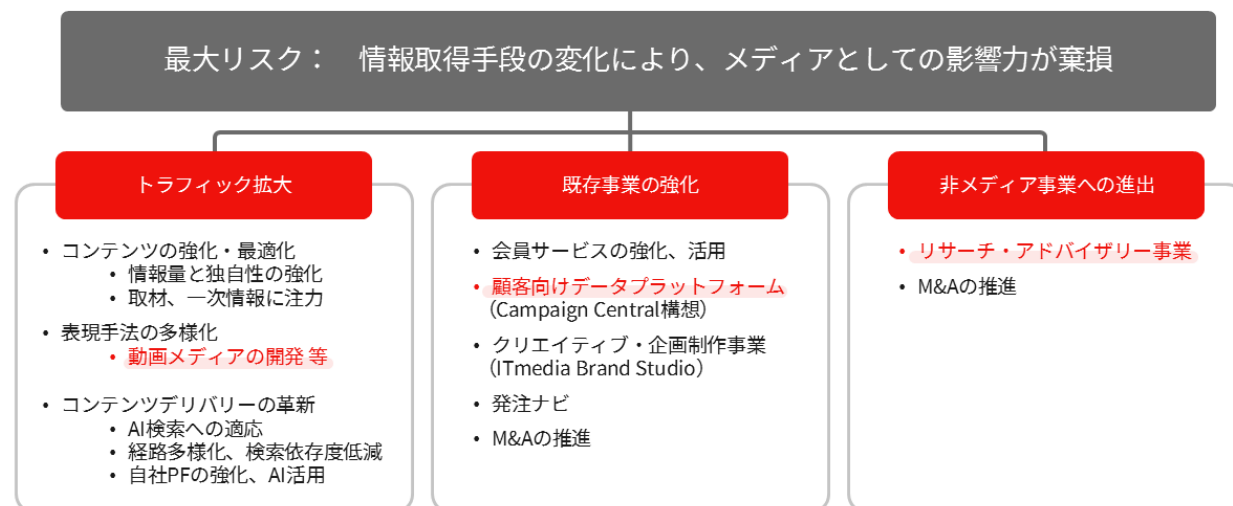 最大リスク：　情報取得手段の変化により、メディアとしての影響力が棄損
トラフィック拡大
• コンテンツの強化・最適化
• 情報量と独自性の強化
• 取材、一次情報に注力
• 表現手法の多様化
• 動画メディアの開発 等
• コンテンツデリバリーの革新
• AI検索への適応
• 経路多様化、検索依存度低減
• 自社PFの強化、AI活用
既存事業の強化
• 会員サービスの強化、活用
• 顧客向けデータプラットフォーム
（Campaign Central構想）
• クリエイティブ・企画制作事業
（ITmedia Brand Studio）
• 発注ナビ
• M&Aの推進
非メディア事業への進出
• リサーチ・アドバイザリー事業
• M&Aの推進